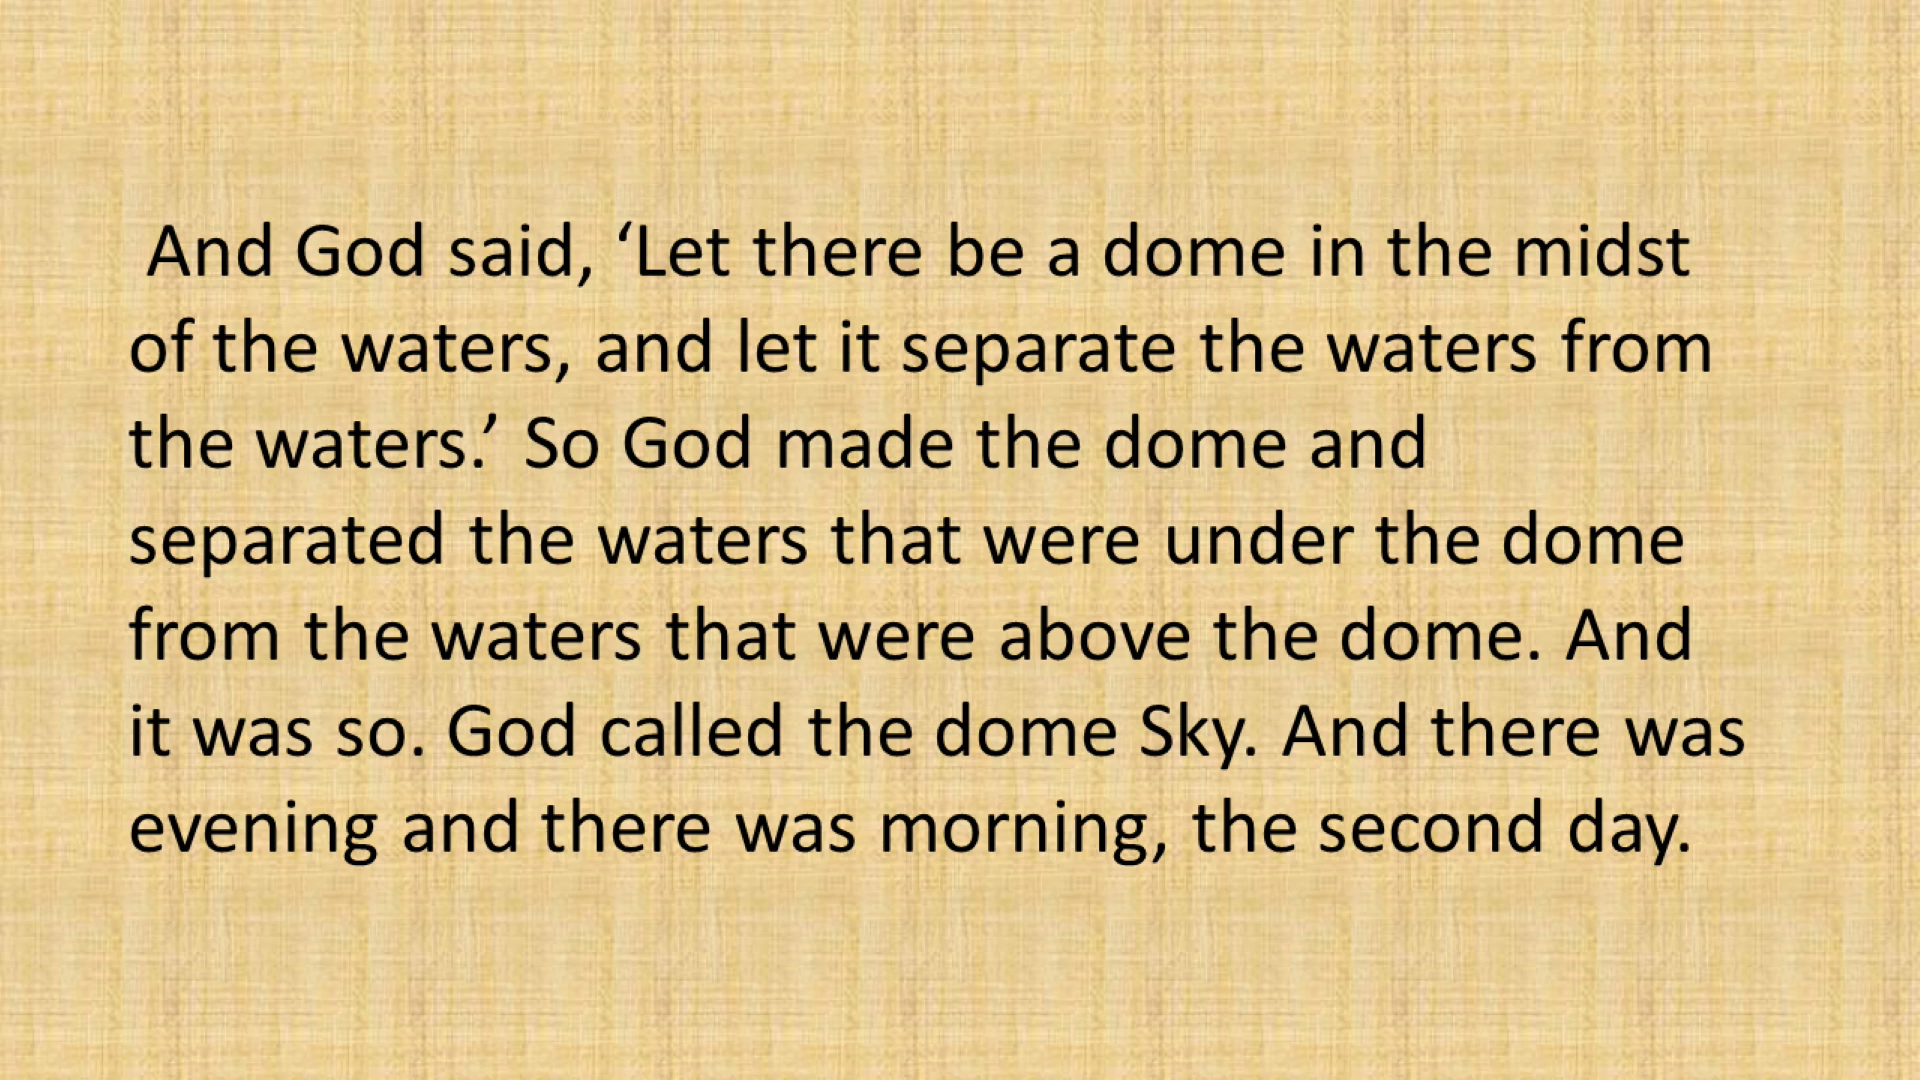 And God said, ‘Let there be a dome in the midst
of the waters, and let it separate the waters from
the waters.’ So God made the dome and
separated the waters that were under the dome
from the waters that were above the dome. And
it was so. God called the dome Sky. And there was
evening and there was morning, the second day.